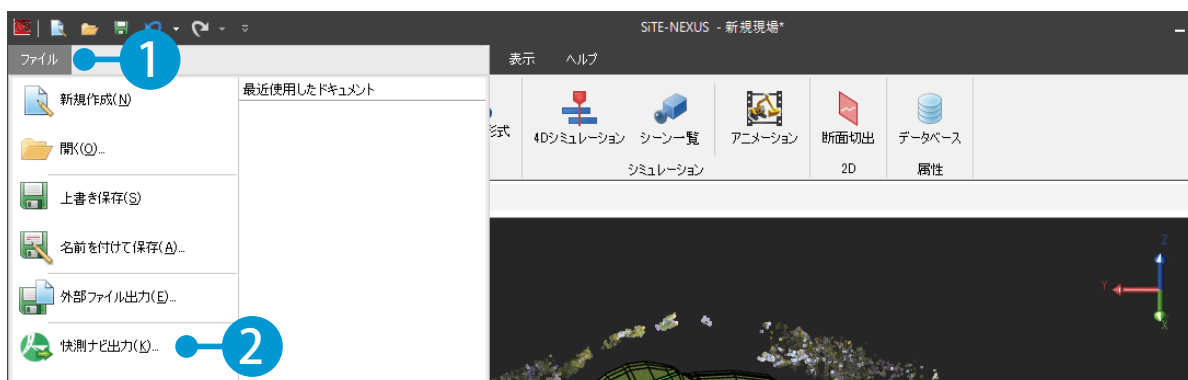 SiTE-NEXUS - 新規現場*
ファイル
1
表示
ヘルプ
新規作成(N)
最近使用したドキュメント
開く(O)...
上書き保存(S)
名前を付けて保存(A)...
外部ファイル出力(E)...
快測ナビ出力(K)...
2
形式
4Dシミュレーション
シーン一覧
アニメーション
断面切出
データベース
シミュレーション
2D
属性
Z
Y
X